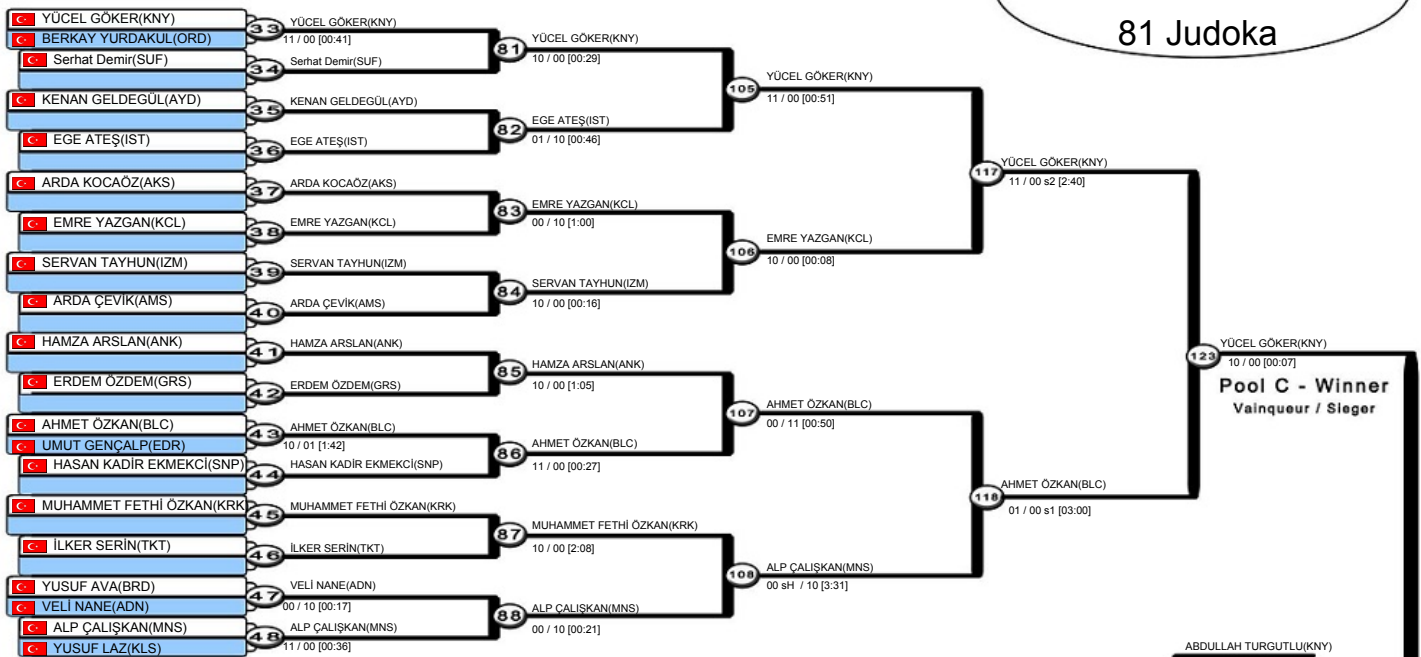 81 Judoka
YÜCEL GÖKER(KNY)
BERKAY YURDAKUL(ORD)
Serhat Demir(SUF)
KENAN GELDEGÜL(AYD)
EGE ATEŞ(IST)
ARDA KOCAÖZ(AKS)
EMRE YAZGAN(KCL)
SERVAN TAYHUN(IZM)
ARDA ÇEVİK(AMS)
HAMZA ARSLAN(ANK)
ERDEM ÖZDEM(GRS)
AHMET ÖZKAN(BLC)
UMUT GENÇALP(EDR)
HASAN KADİR EKMEKCİ(SNP)
MUHAMMET FETHİ ÖZKAN(KRK
İLKER SERİN(TKT)
YUSUF AVA(BRD)
VELİ NANE(ADN)
ALP ÇALIŞKAN(MNS)
YUSUF LAZ(KLS)
33 YÜCEL GÖKER(KNY)
11 / 00 [00:41]
34 Serhat Demir(SUF)
35 KENAN GELDEGÜL(AYD)
36 EGE ATEŞ(IST)
37 ARDA KOCAÖZ(AKS)
38 EMRE YAZGAN(KCL)
39 SERVAN TAYHUN(IZM)
40 ARDA ÇEVİK(AMS)
41 HAMZA ARSLAN(ANK)
42 ERDEM ÖZDEM(GRS)
43 AHMET ÖZKAN(BLC)
10 / 01 [1:42]
44 HASAN KADİR EKMEKCİ(SNP)
45 MUHAMMET FETHİ ÖZKAN(KRK)
46 İLKER SERİN(TKT)
47 VELİ NANE(ADN)
00 / 10 [00:17]
48 ALP ÇALIŞKAN(MNS)
11 / 00 [00:36]
81 YÜCEL GÖKER(KNY)
10 / 00 [00:29]
82 EGE ATEŞ(IST)
01 / 10 [00:46]
83 EMRE YAZGAN(KCL)
00 / 10 [1:00]
84 SERVAN TAYHUN(IZM)
10 / 00 [00:16]
85 HAMZA ARSLAN(ANK)
10 / 00 [1:05]
86 AHMET ÖZKAN(BLC)
11 / 00 [00:27]
87 MUHAMMET FETHİ ÖZKAN(KRK)
10 / 00 [2:08]
88 ALP ÇALIŞKAN(MNS)
00 / 10 [00:21]
105 YÜCEL GÖKER(KNY)
11 / 00 [00:51]
106 EMRE YAZGAN(KCL)
10 / 00 [00:08]
107 AHMET ÖZKAN(BLC)
00 / 11 [00:50]
108 ALP ÇALIŞKAN(MNS)
00 sH / 10 [3:31]
117 YÜCEL GÖKER(KNY)
11 / 00 s2 [2:40]
118 AHMET ÖZKAN(BLC)
01 / 00 s1 [03:00]
123 YÜCEL GÖKER(KNY)
10 / 00 [00:07]
Pool C - Winner
Vainqueur / Sieger
ABDULLAH TURGUTLU(KNY)